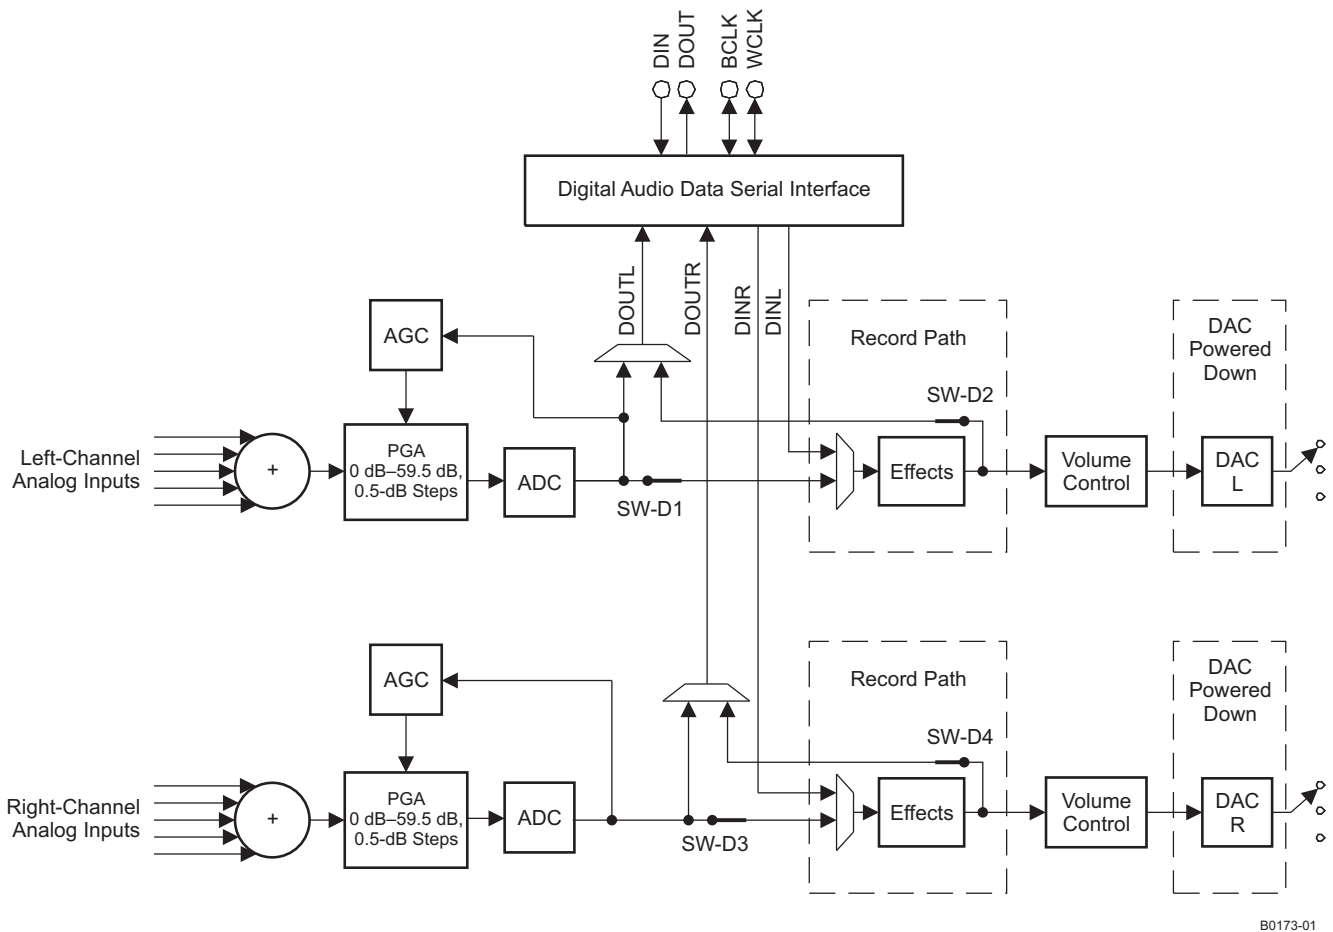 DIN
DOUT
BCLK
WCLK
Digital Audio Data Serial Interface
DOUTL
DOUTR
DINR
DINL
AGC
Record Path
DAC
Powered
Down
SW-D2
Left-Channel
Analog Inputs
+
PGA
0 dB–59.5 dB,
0.5-dB Steps
ADC
SW-D1
Effects
Volume
Control
DAC
L
AGC
Record Path
DAC
Powered
Down
SW-D4
Right-Channel
Analog Inputs
+
PGA
0 dB–59.5 dB,
0.5-dB Steps
ADC
SW-D3
Effects
Volume
Control
DAC
R
B0173-01